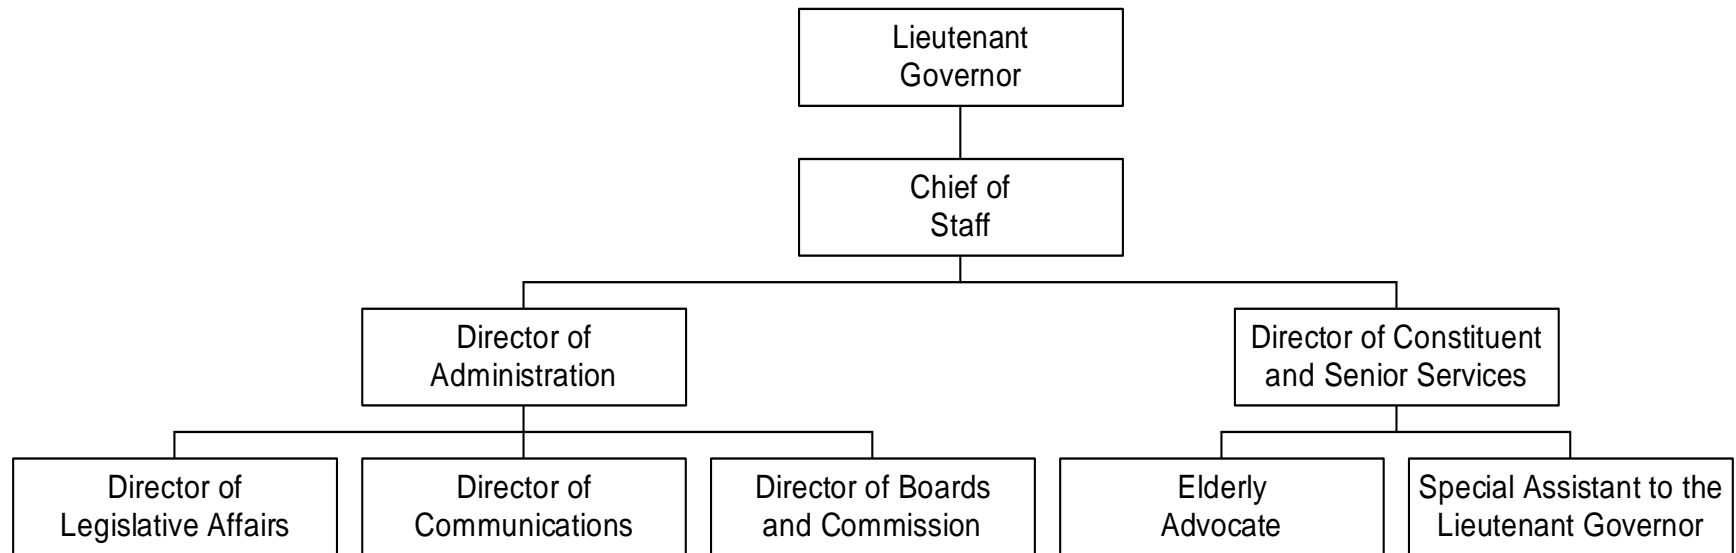 Lieutenant
Governor
Chief of
Staff
Director of
Administration
Director of Constituent
and Senior Services
Director of
Legislative Affairs
Director of
Communications
Director of Boards
and Commission
Elderly
Advocate
Special Assistant to the
Lieutenant Governor